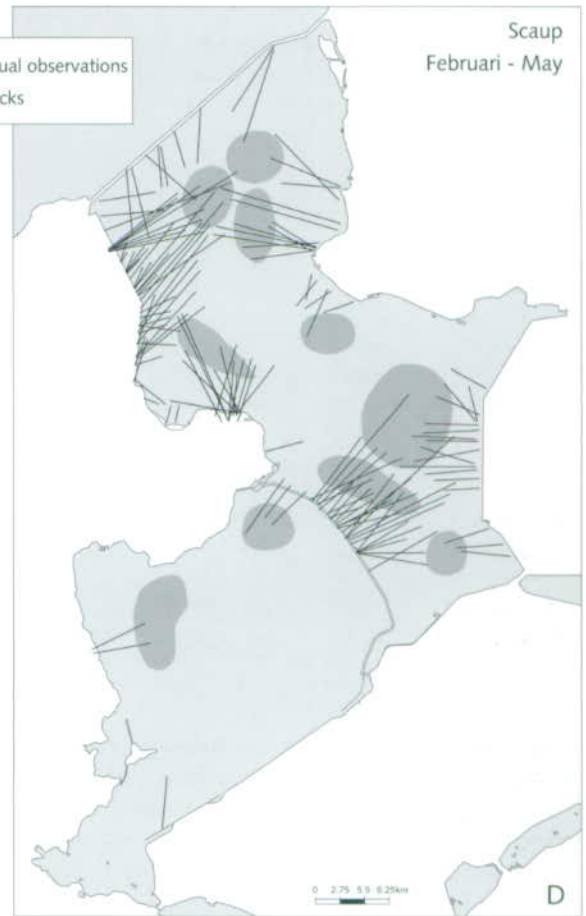 ual observations
cks
Scaup
Februari - May
0 2.75 5.5 8.25km
D